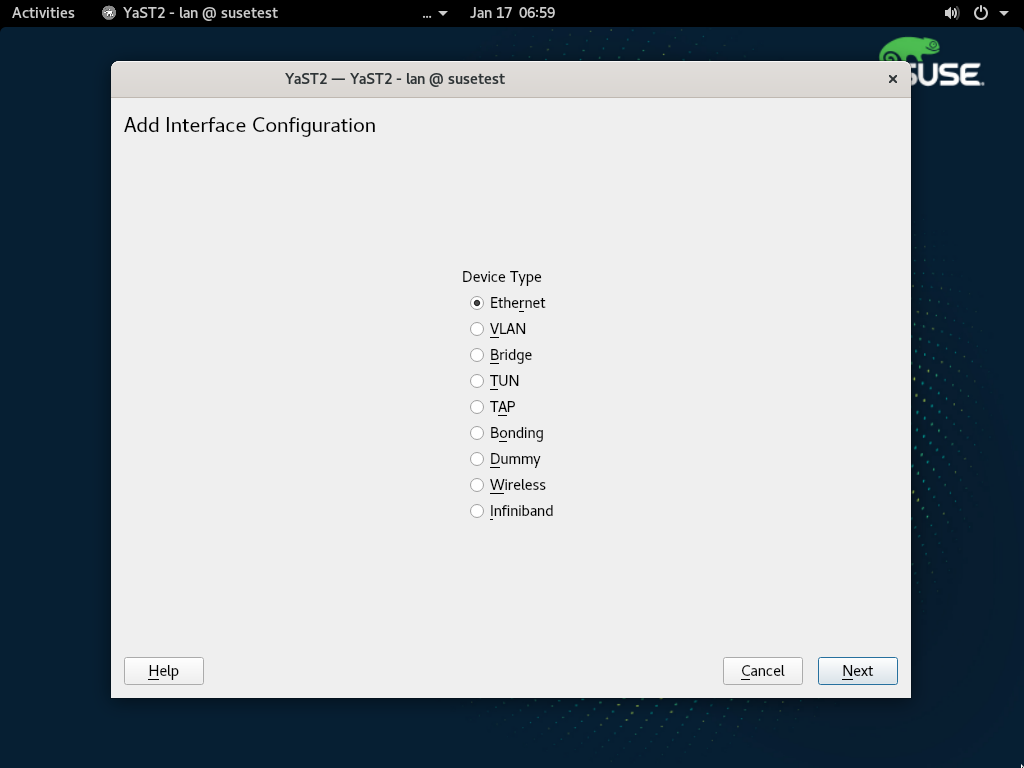 Activities YaST2 - lan @ susetest ... Jan 17 06:59
SUSE.
YaST2 — YaST2 - lan @ susetest ×
Add Interface Configuration
Device Type
Ethernet
VLAN
Bridge
TUN
TAP
Bonding
Dummy
Wireless
Infiniband
Help Cancel Next